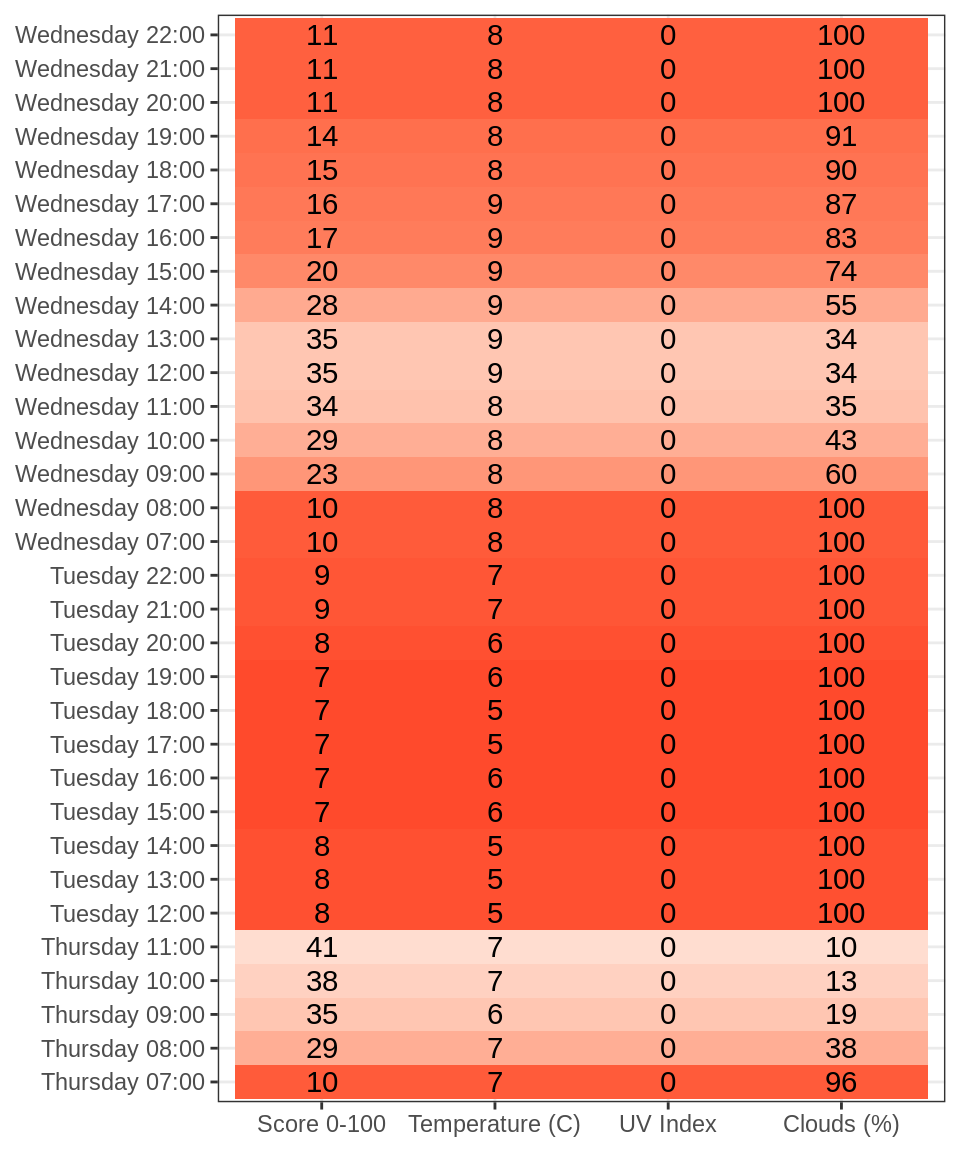 Wednesday 22:00 11 8 0 100
Wednesday 21:00 11 8 0 100
Wednesday 20:00 11 8 0 100
Wednesday 19:00 14 8 0 91
Wednesday 18:00 15 8 0 90
Wednesday 17:00 16 9 0 87
Wednesday 16:00 17 9 0 83
Wednesday 15:00 20 9 0 74
Wednesday 14:00 28 9 0 55
Wednesday 13:00 35 9 0 34
Wednesday 12:00 35 9 0 34
Wednesday 11:00 34 8 0 35
Wednesday 10:00 29 8 0 43
Wednesday 09:00 23 8 0 60
Wednesday 08:00 10 8 0 100
Wednesday 07:00 10 8 0 100
Tuesday 22:00 9 7 0 100
Tuesday 21:00 9 7 0 100
Tuesday 20:00 8 6 0 100
Tuesday 19:00 7 6 0 100
Tuesday 18:00 7 5 0 100
Tuesday 17:00 7 5 0 100
Tuesday 16:00 7 6 0 100
Tuesday 15:00 7 6 0 100
Tuesday 14:00 8 5 0 100
Tuesday 13:00 8 5 0 100
Tuesday 12:00 8 5 0 100
Thursday 11:00 41 7 0 10
Thursday 10:00 38 7 0 13
Thursday 09:00 35 6 0 19
Thursday 08:00 29 7 0 38
Thursday 07:00 10 7 0 96
Score 0-100 Temperature (C) UV Index Clouds (%)